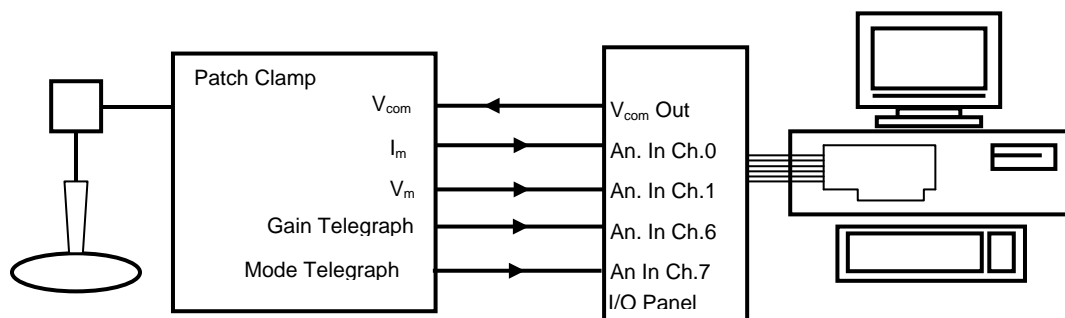 Patch Clamp
Vcom
Vcom Out
Im
An. In Ch.0
Vm
An. In Ch.1
Gain Telegraph
An. In Ch.6
Mode Telegraph
An In Ch.7
I/O Panel